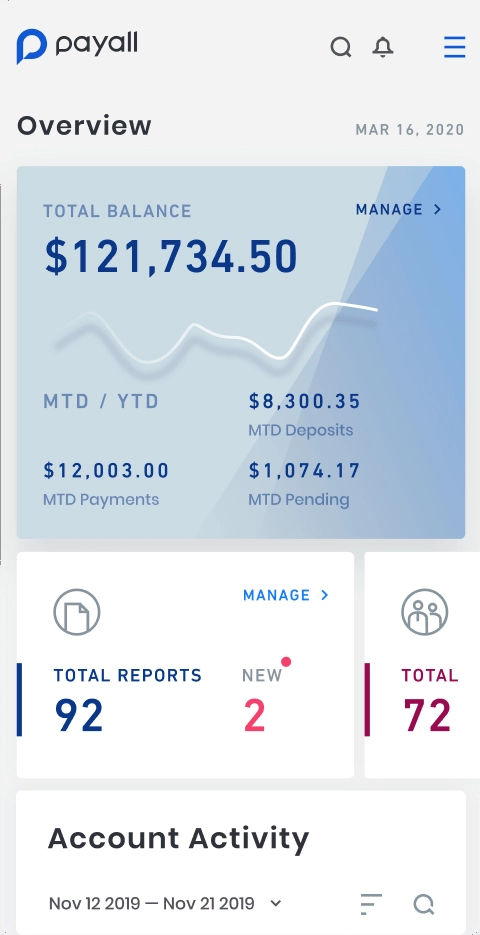 payall
Overview
MAR 16, 2020
TOTAL BALANCE
MANAGE
$121,734.50
MTD / YTD
$8,300.35
MTD Deposits
$12,003.00
MTD Payments
$1,074.17
MTD Pending
MANAGE
TOTAL REPORTS
92
NEW
2
TOTAL
72
Account Activity
Nov 12 2019 — Nov 21 2019